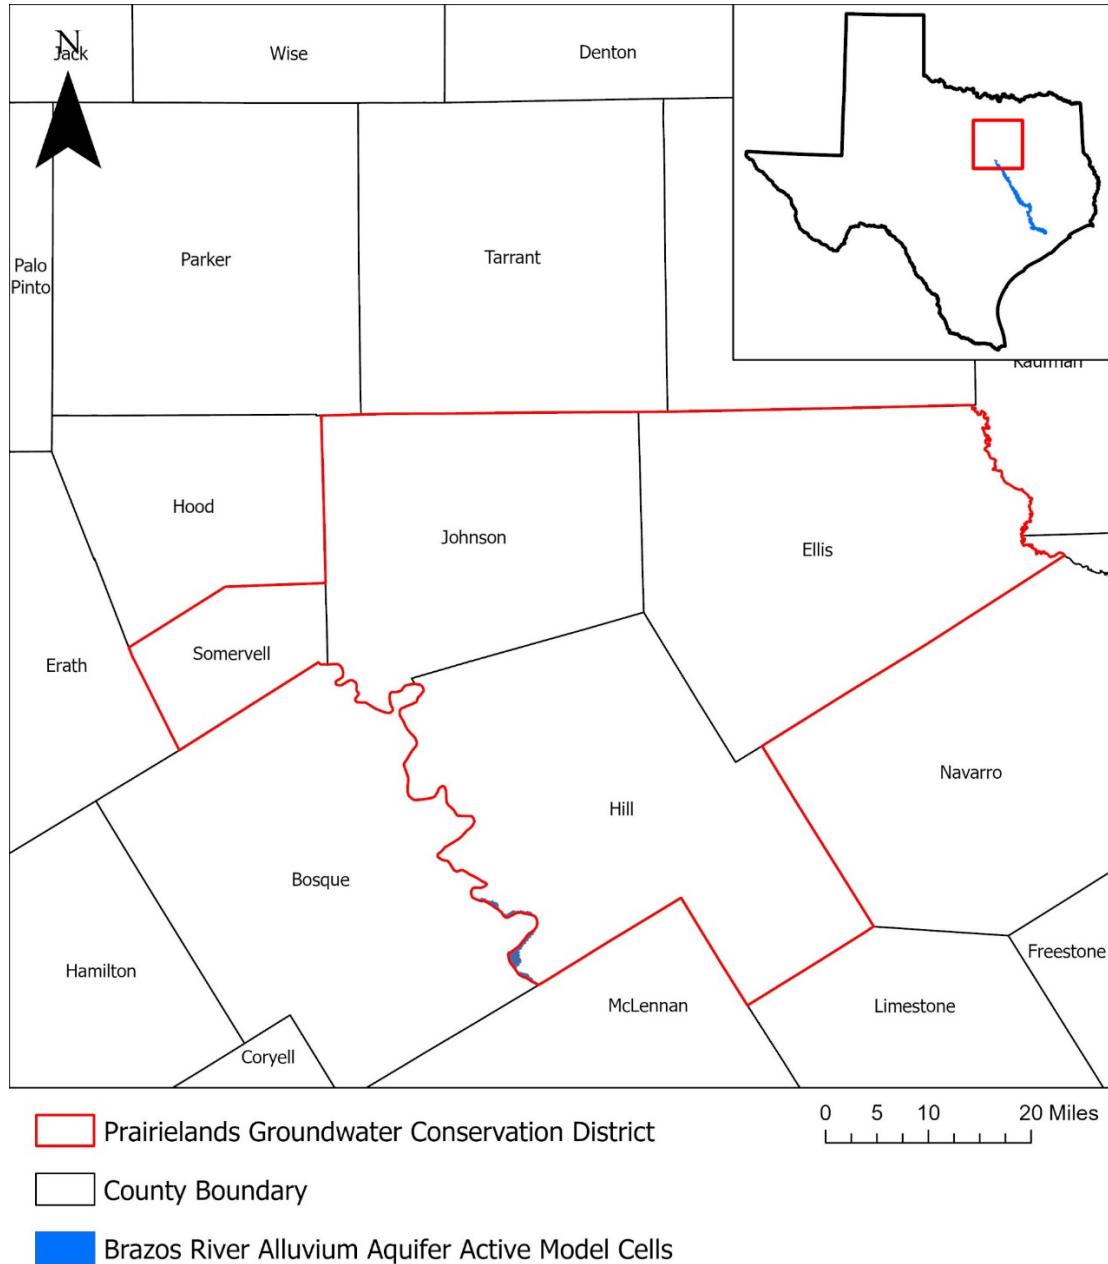 N
Jack
Wise
Denton
Palo
Pinto
Parker
Tarrant
Kaufman
Hood
Johnson
Ellis
Erath
Somervell
Navarro
Hill
Bosque
Hamilton
Freestone
McLennan
Limestone
Coryell
0 5 10 20 Miles
Prairielands Groundwater Conservation District
County Boundary
Brazos River Alluvium Aquifer Active Model Cells